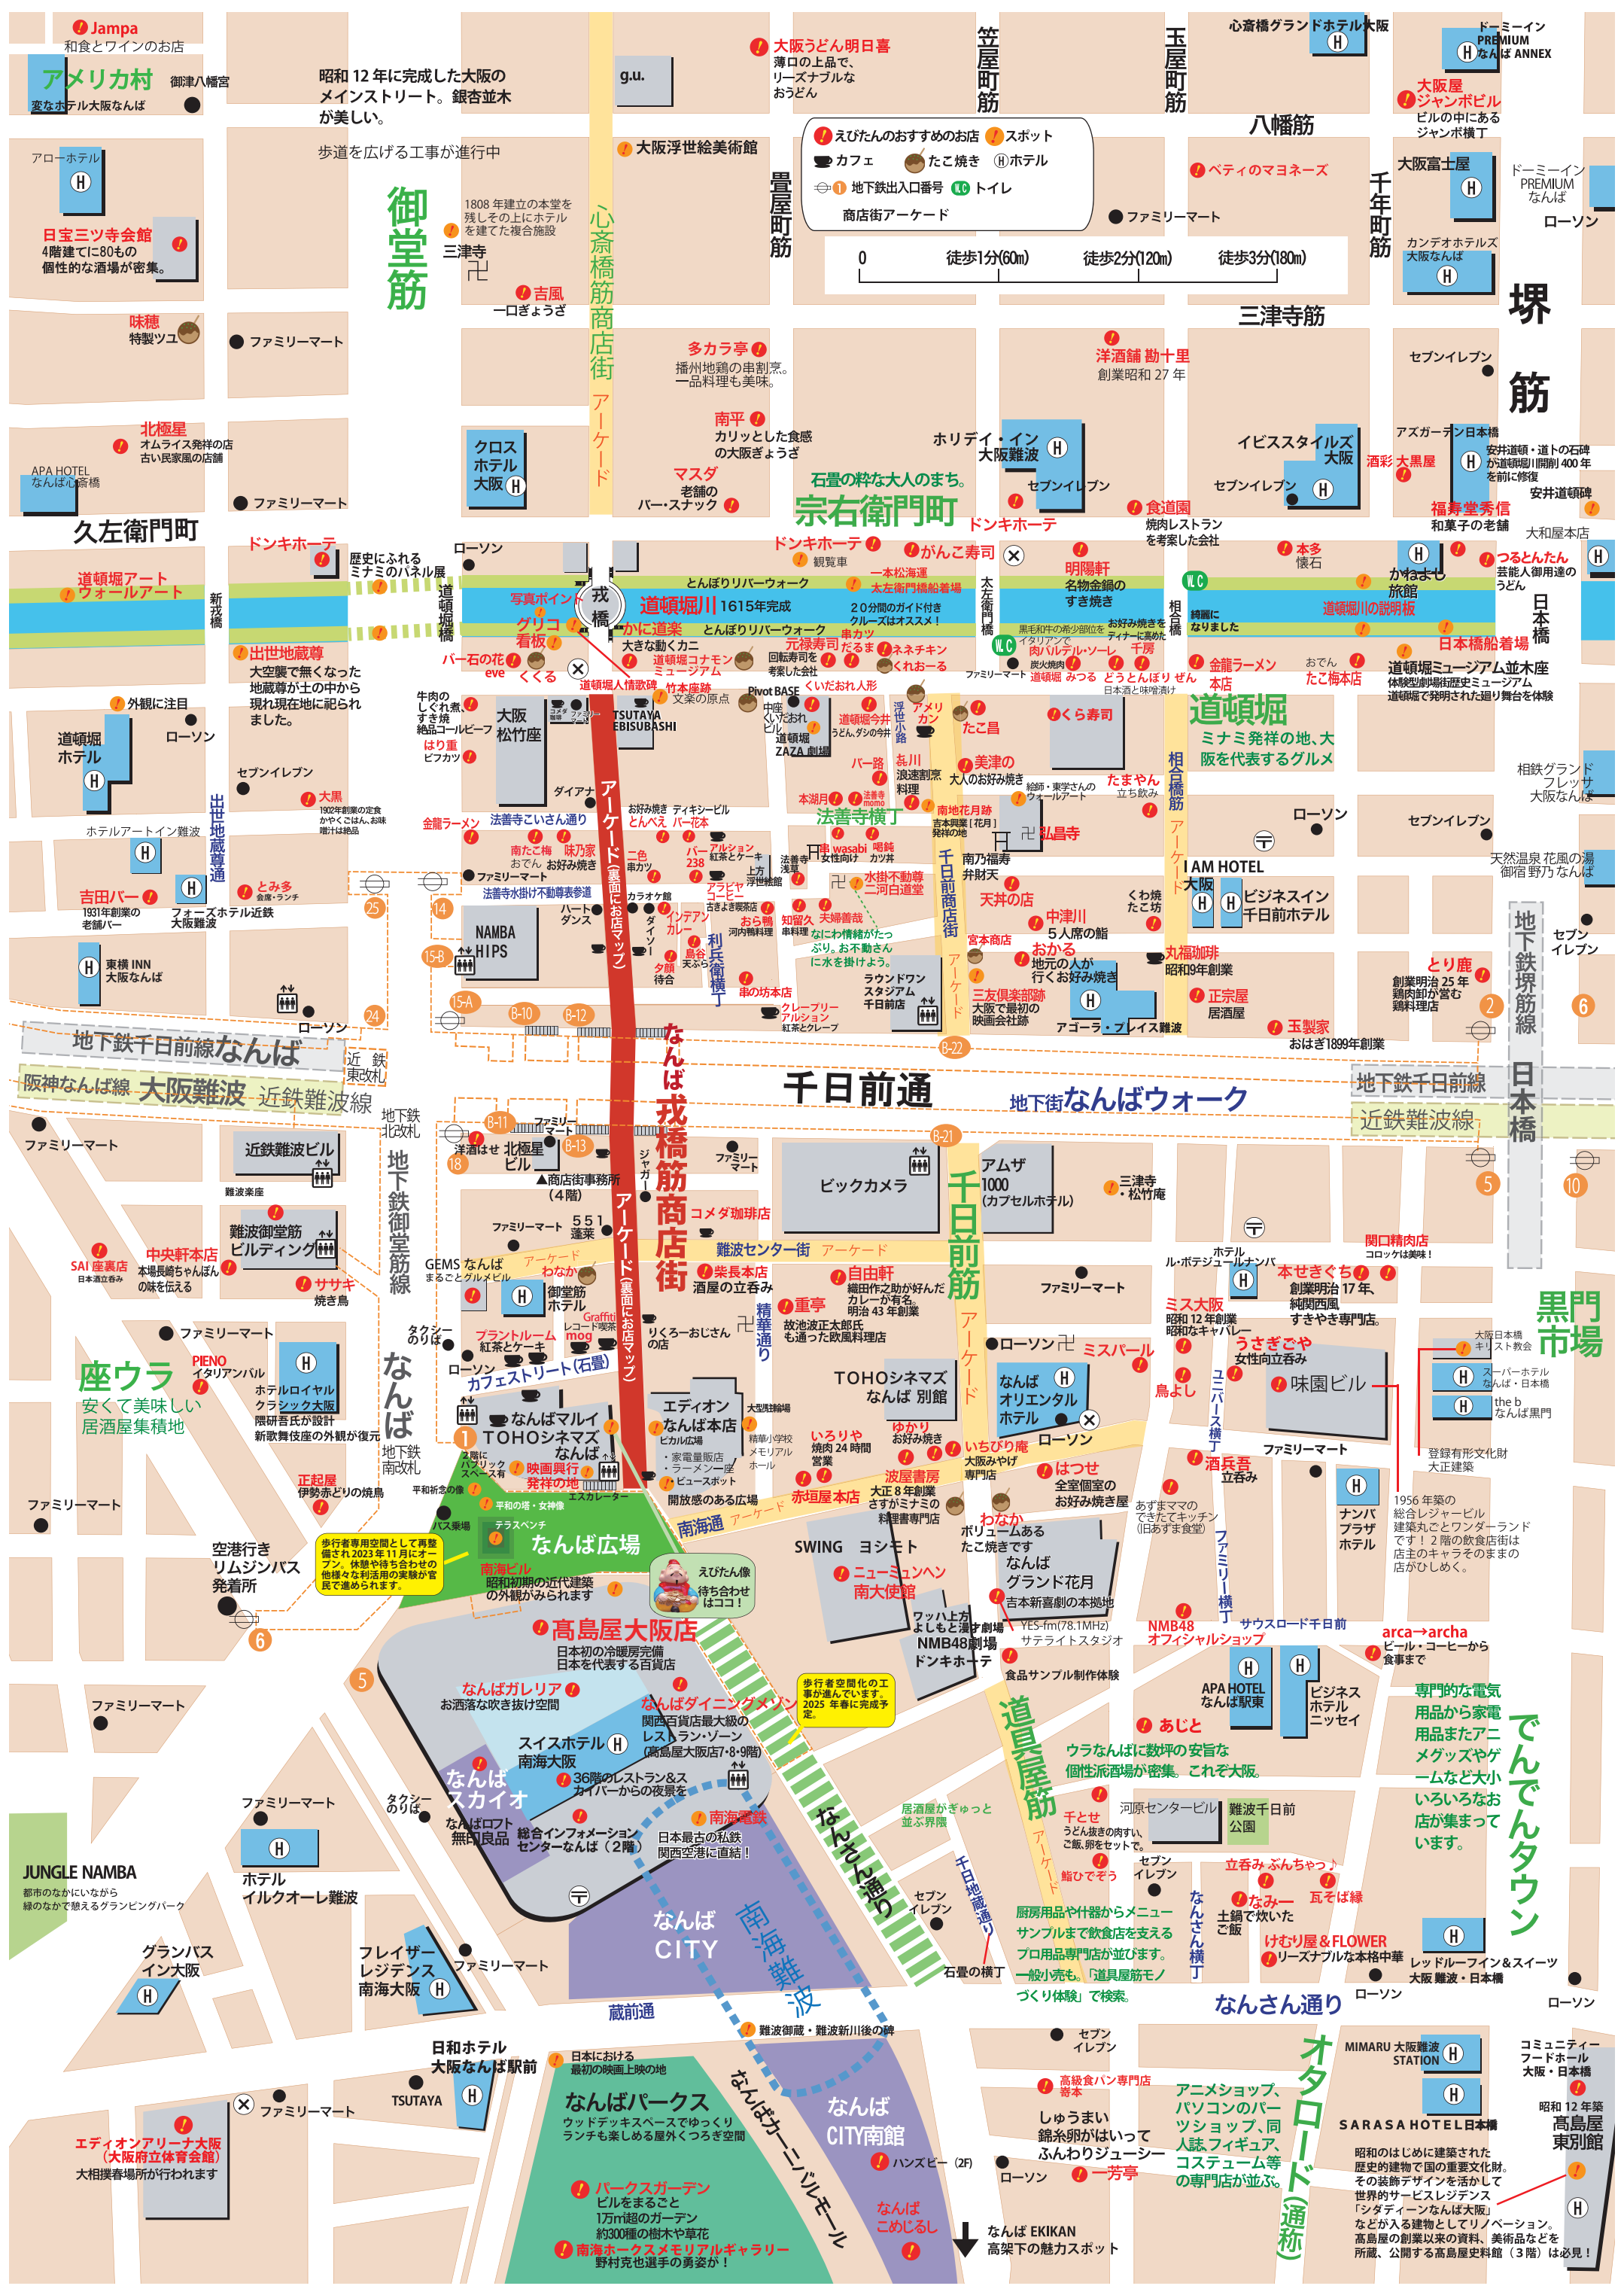 Jampa
和食とワインのお店
アメリカ村
御津八幡宮
変なホテル大阪なんば
昭和 12 年に完成した大阪の
メインストリート。銀杏並木
が美しい。
歩道を広げる工事が進行中
g.u.
大阪うどん明日喜
薄口の上品で、
リーズナブルな
おうどん
笠屋町筋
玉屋町筋
心斎橋グランドホテル大阪
ドーミーイン
PREMIUM
なんば ANNEX
大阪屋
ジャンボビル
ビルの中にある
ジャンボ横丁
八幡筋
えびたんのおすすめのお店
スポット
カフェ
たこ焼き
ホテル
地下鉄出入口番号
トイレ
商店街アーケード
大阪浮世絵美術館
畳屋町筋
ベティのマヨネーズ
千年町筋
大阪富士屋
ドーミーイン
PREMIUM
なんば
ローソン
アローホテル
日宝三ツ寺会館
4階建てに80もの
個性的な酒場が密集。
御堂筋
1808 年建立の本堂を
残しその上にホテル
を建てた複合施設
三津寺
心斎橋筋商店街
アーケード
ファミリーマート
カンデオホテルズ
大阪なんば
0
徒歩1分(60m)
徒歩2分(120m)
徒歩3分(180m)
吉風
一口ぎょうざ
三津寺筋
堺筋
味穂
特製ツユ
ファミリーマート
多カラ亭
播州地鶏の串割烹。
一品料理も美味。
洋酒舗 勘十里
創業昭和 27 年
セブンイレブン
北極星
オムライス発祥の店
古い民家風の店舗
APA HOTEL
なんば心斎橋
ファミリーマート
クロス
ホテル
大阪
南平
カリッとした食感
の大阪ぎょうざ
マスダ
老舗の
バー・スナック
石畳の粋な大人のまち。
宗右衛門町
ホリデイ・イン
大阪難波
セブンイレブン
ドンキホーテ
食道園
焼肉レストラン
を考案した会社
イビススタイルズ
大阪
セブンイレブン
アズガーデン日本橋
酒彩 大黒屋
安井道頓・道トの石碑
が道頓堀川開削 400 年
を前に修復
安井道頓碑
福寿堂秀信
和菓子の老舗
大和屋本店
久左衛門町
ドンキホーテ
歴史にふれる
ミナミのパネル展
ローソン
ドンキホーテ
観覧車
がんこ寿司
明陽軒
名物金鍋の
すき焼き
本多
懐石
かねよし
旅館
つるとんたん
芸能人御用達の
うどん
道頓堀アート
ウォールアート
新戎橋
道頓堀橋
写真ポイント
戎橋
とんぼりリバーウォーク
道頓堀川 1615年完成
とんぼりリバーウォーク
一本松海運
太左衛門橋船着場
20分間のガイド付き
クルーズはオススメ！
太左衛門橋
相合橋
綺麗に
なりました
道頓堀川の説明板
日本橋
日本橋船着場
出世地蔵尊
大空襲で無くなった
地蔵尊が土の中から
現れ現在地に祀られ
ました。
グリコ
看板
バー石の花
eve
くくる
かに道楽
大きな動くカニ
道頓堀コナモン
ミュージアム
元禄寿司
回転寿司を
考案した会社
串カツ
だるま
ネネチキン
くれおーる
黒毛和牛の希少部位を
イタリアンで
肉バルデル・ソーレ
炭火焼肉
道頓堀 みつる
お好み焼きを
ディナーに高めた
千房
どうとんぼり ぜん
日本酒と味噌漬け
金龍ラーメン
本店
おでん
たこ梅本店
道頓堀ミュージアム並木座
体験型劇場街歴史ミュージアム
道頓堀で発明された廻り舞台を体験
道頓堀人情歌碑
竹本座跡
文楽の原点
Pivot BASE
中座
くいだおれ
ビル
くいだおれ人形
外観に注目
道頓堀
ホテル
ローソン
牛肉の
しぐれ煮、
すき焼
絶品コールビーフ
はり重
ビフカツ
大阪
松竹座
コメダ
珈琲
TSUTAYA
EBISUBASHI
道頓堀
ZAZA 劇場
道頓堀今井
うどん、ダシの今井
浮世小路
アメリ
カン
たこ昌
くら寿司
道頓堀
ミナミ発祥の地、大
阪を代表するグルメ
セブンイレブン
大黒
1902年創業の定食
かやくごはん、お味
噌汁は絶品
出世地蔵尊通
ダイアナ
バー路
㐂川
浪速割烹
料理
美津の
大人のお好み焼き
本湖月
法善寺
momo
法善寺横丁
南地花月跡
吉本興業 [ 花月 ]
発祥の地
絵師・東学さんの
ウォールアート
たまやん
立ち飲み
相合橋筋
アーケード
相鉄グランド
フレッサ
大阪なんば
ローソン
セブンイレブン
ホテルアートイン難波
金龍ラーメン
法善寺こいさん通り
南たこ梅
おでん
味乃家
お好み焼き
お好み焼き
とんべえ
ディキシービル
バー花本
二色
串カツ
バー
238
アルション
紅茶とケーキ
上方
浮世絵館
法善寺
浅草
串 wasabi
女性向け
喝鈍
カツ丼
水掛不動尊
二河白道堂
南乃福寿
弁財天
弘昌寺
I AM HOTEL
大阪
ビジネスイン
千日前ホテル
天然温泉 花風の湯
御宿 野乃 なんば
吉田バー
1931年創業の
老舗バー
フォーズホテル近鉄
大阪難波
とみ多
会席・ランチ
25
14
ファミリーマート
法善寺水掛け不動尊表参道
カラオケ館
アラビヤ
コーヒー
古きよき喫茶店
ハート
ダンス
ダイソー
インデアン
カレー
おら鴨
河内鴨料理
知留久
串料理
夫婦善哉
なにわ情緒がたっ
ぷり。お不動さん
に水を掛けよう。
千日前商店街
アーケード
天丼の店
中津川
5人席の鮨
くわ焼
たこ坊
東横 INN
大阪なんば
15-B
NAMBA
HIPS
夕顔
待合
島谷
天ぷら
利兵衛横丁
串の坊本店
ラウンドワン
スタジアム
千日前店
宮本商店
おかる
地元の人が
行くお好み焼き
丸福珈琲
昭和9年創業
地下鉄堺筋線
日本橋
セブン
イレブン
ローソン
24
15-A
B-10
B-12
クレープリー
アルション
紅茶とクレープ
三友倶楽部跡
大阪で最初の
映画会社跡
アゴーラ・プレイス難波
正宗屋
居酒屋
とり鹿
創業明治 25 年
鶏肉卸が営む
鶏料理店
2
6
玉製家
おはぎ1899年創業
地下鉄千日前線 なんば
近鉄
東改札
阪神なんば線 大阪難波 近鉄難波線
地下鉄
北改札
B-22
千日前通
地下街なんばウォーク
地下鉄千日前線
近鉄難波線
アーケード（裏面にお店マップ）
なんば戎橋筋商店街
ファミリーマート
近鉄難波ビル
難波楽座
難波御堂筋
ビルディング
地下鉄御堂筋線
なんば
B-11
18
洋酒はせ
北極星
ビル
ファミリー
マート
B-13
▲商店街事務所
（4階）
ジャガー
ファミリー
マート
ビックカメラ
B-21
アムザ
1000
（カプセルホテル）
三津寺
・松竹庵
5
10
SAI 座裏店
日本酒立呑み
中央軒本店
本場長崎ちゃんぽん
の味を伝える
ササキ
焼き鳥
ファミリーマート
551
蓬莱
コメダ珈琲店
難波センター街 アーケード
千日前筋
アーケード
ホテル
ル・ボテジュールナンバ
関口精肉店
コロッケは美味！
GEMS なんば
まるごとグルメビル
アーケード
わなか
御堂筋
ホテル
柴長本店
酒屋の立呑み
自由軒
織田作之助が好んだ
カレーが有名。
明治 43 年創業
重亭
故池波正太郎氏
も通った欧風料理店
精華通り
ファミリーマート
ミス大阪
昭和 12 年創業
昭和なキャバレー
本せきぐち
創業明治 17年、
純関西風
すきやき専門店。
黒門
市場
ファミリーマート
タクシー
のりば
ローソン
プラントルーム
紅茶とケーキ
Graffiti
レコード喫茶
mog
りくろーおじさん
の店
カフェストリート（石畳）
座ウラ
安くて美味しい
居酒屋集積地
PIENO
イタリアンバル
ホテルロイヤル
クラシック大阪
隈研吾氏が設計
新歌舞伎座の外観が復元
地下鉄
南改札
なんばマルイ
TOHOシネマズ
なんば
エディオン
なんば本店
ヒカル広場
・家電量販店
・ラーメン一座
ビュースポット
開放感のある広場
大型駐輪場
精華小学校
メモリアル
ホール
TOHOシネマズ
なんば 別館
なんば
オリエンタル
ホテル
ローソン
ローソン
ミスパール
うさぎごや
女性向立呑み
鳥よし
ユニバース横丁
味園ビル
大阪日本橋
キリスト教会
スーパーホテル
なんば・日本橋
the b
なんば黒門
登録有形文化財
大正建築
正起屋
伊勢赤どりの焼鳥
1
2階に
パブリック
スペース有
映画興行
発祥の地
平和祈念の像
平和の塔・女神像
エスカレーター
いろりや
焼肉 24 時間
営業
赤垣屋本店
ゆかり
お好み焼き
波屋書房
大正 8 年創業
さすがミナミの
料理書専門店
いちびり庵
大阪みやげ
専門店
はつせ
全室個室の
お好み焼き屋
酒兵吾
立呑み
あずまママの
できたてキッチン
（旧あずま食堂）
ファミリーマート
ナンバ
プラザ
ホテル
1956 年築の
総合レジャービル
建築丸ごとワンダーランド
です！ 2 階の飲食店街は
店主のキャラそのままの
店がひしめく。
ファミリーマート
空港行き
リムジンバス
発着所
バス乗場
テラスベンチ
なんば広場
南海通 アーケード
歩行者専用空間として再整
備され2023年11月にオー
プン。休憩や待ち合わせの
他様々な利活用の実験が官
民で進められます。
南海ビル
昭和初期の近代建築
の外観がみられます
えびたん像
待ち合わせ
はココ！
SWING ヨシモト
ニューミュンヘン
南大使館
わなか
ボリュームある
たこ焼きです
なんば
グランド花月
吉本新喜劇の本拠地
ファミリー横丁
6
5
髙島屋大阪店
日本初の冷暖房完備
日本を代表する百貨店
ワッハ上方
よしもと漫才劇場
NMB48劇場
ドンキホーテ
YES-fm(78.1MHz)
サテライトスタジオ
食品サンプル制作体験
NMB48
オフィシャルショップ
サウスロード千日前
arca→archa
ビール・コーヒーから
食事まで
ファミリーマート
なんばガレリア
お洒落な吹き抜け空間
なんばダイニングメゾン
関西百貨店最大級の
レストラン・ゾーン
（髙島屋大阪店7・8・9階）
歩行者空間化の工
事が進んでいます。
2025 年春に完成予
定。
道具屋筋
アーケード
APA HOTEL
なんば駅東
ビジネス
ホテル
ニッセイ
専門的な電気
用品から家電
用品またアニ
メグッズやゲ
ームなど大小
いろいろなお
店が集まって
います。
でんでんタウン
あじと
ウラなんばに数坪の安旨な
個性派酒場が密集。これぞ大阪。
スイスホテル
南海大阪
36階のレストラン&ス
カイバーからの夜景を
なんば
スカイオ
なんばロフト
無印良品
総合インフォメーション
センターなんば（2階）
南海電鉄
日本最古の私鉄
関西空港に直結！
なんさん通り
居酒屋がぎゅっと
並ぶ界隈
千とせ
うどん抜きの肉すい、
ご飯、卵をセットで。
河原センタービル
難波千日前
公園
タクシー
のりば
ファミリーマート
ホテル
イルクオーレ難波
JUNGLE NAMBA
都市のなかにいながら
緑のなかで憩えるグランピングパーク
千日地蔵通り
セブン
イレブン
石畳の横丁
鮨ひでぞう
セブン
イレブン
立呑み ぶんちゃっ♪
なみー
土鍋で炊いた
ご飯
瓦そば縁
けむり屋＆FLOWER
リーズナブルな本格中華
レッドルーフイン＆スイーツ
大阪 難波・日本橋
厨房用品や什器からメニュー
サンプルまで飲食店を支える
プロ用品専門店が並びます。
一般小売も。「道具屋筋モノ
づくり体験」で検索。
なんさん横丁
ローソン
ローソン
グランバス
イン大阪
フレイザー
レジデンス
南海大阪
ファミリーマート
なんば
CITY
南海難波
蔵前通
なんさん通り
難波御蔵・難波新川後の碑
日和ホテル
大阪なんば駅前
TSUTAYA
日本における
最初の映画上映の地
なんばパークス
ウッドデッキスペースでゆっくり
ランチも楽しめる屋外くつろぎ空間
なんばカーニバルモール
なんば
CITY南館
ハンズビー（2F）
セブン
イレブン
高級食パン専門店
嵜本
しゅうまい
錦糸卵がはいって
ふんわりジューシー
一芳亭
ローソン
アニメショップ、
パソコンのパー
ツショップ、同
人誌、フィギュア、
コスチューム等
の専門店が並ぶ。
オタロード（通称）
MIMARU 大阪難波
STATION
SARASA HOTEL日本橋
コミュニティー
フードホール
大阪・日本橋
昭和 12 年築
髙島屋
東別館
昭和のはじめに建築された
歴史的建物で国の重要文化財。
その装飾デザインを活かして
世界的サービスレジデンス
「シタディーンなんば大阪」
などが入る建物としてリノベーション。
髙島屋の創業以来の資料、美術品などを
所蔵、公開する髙島屋史料館（3階）は必見！
ファミリーマート
エディオンアリーナ大阪
（大阪府立体育会館）
大相撲春場所が行われます
パークスガーデン
ビルをまるごと
1万㎡超のガーデン
約300種の樹木や草花
南海ホークスメモリアルギャラリー
野村克也選手の勇姿が！
なんば
こめじるし
なんば EKIKAN
高架下の魅力スポット